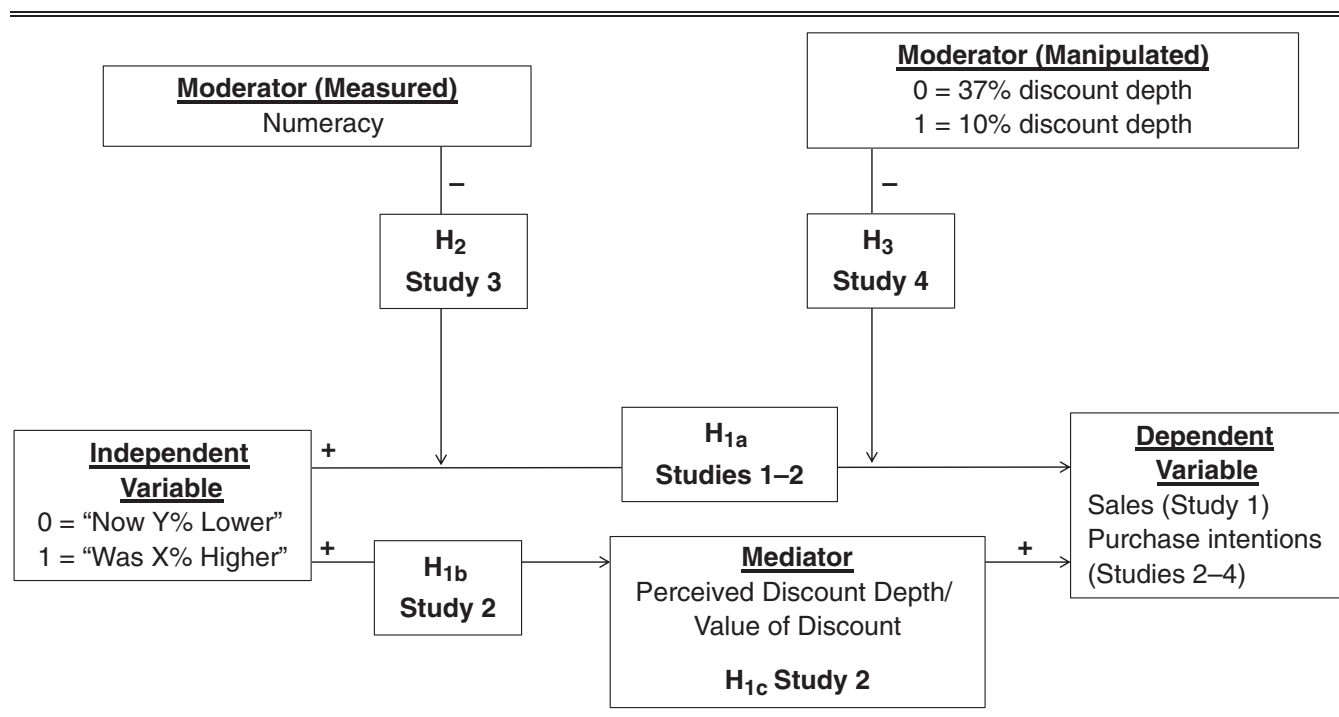 Moderator (Measured)
Numeracy
Moderator (Manipulated)
0 = 37% discount depth
1 = 10% discount depth
–
–
H2
Study 3
H3
Study 4
Independent
Variable
0 = “Now Y% Lower”
1 = “Was X% Higher”
+
H1a
Studies 1–2
+
H1b
Study 2
Mediator
Perceived Discount Depth/
Value of Discount
H1c Study 2
+
Dependent
Variable
Sales (Study 1)
Purchase intentions
(Studies 2–4)